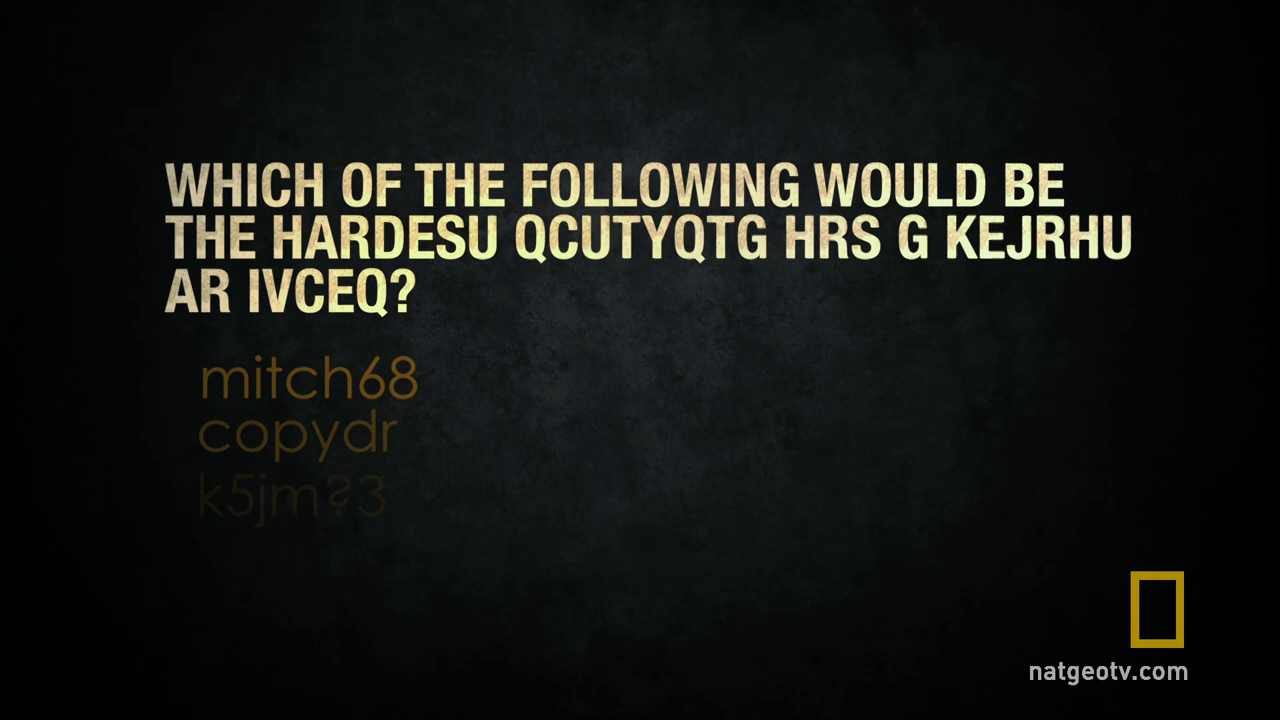 WHICH OF THE FOLLOWING WOULD BE
THE HARDESU QCUTYQTG HRS G KEJRHU
AR IVCEQ?
mitch68
copydr
k5jm?3
natgeotv.com